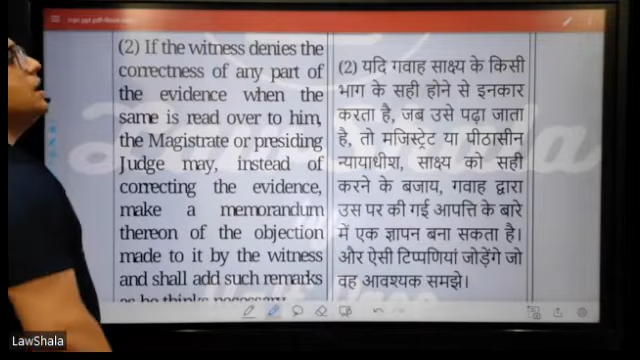 (2) If the witness denies the
correctness of any part of
the evidence when the
same is read over to him,
the Magistrate or presiding
Judge may, instead of
correcting the evidence,
make a memorandum
thereon of the objection
made to it by the witness
and shall add such remarks
as he thinks necessary.
(2) यदि गवाह साक्ष्य के किसी
भाग के सही होने से इनकार
करता है, जब उसे पढ़ा जाता
है, तो मजिस्ट्रेट या पीठासीन
न्यायाधीश, साक्ष्य को सही
करने के बजाय, गवाह द्वारा
उस पर की गई आपत्ति के बारे
में एक ज्ञापन बना सकता है।
और ऐसी टिप्पणियां जोड़ेंगे जो
वह आवश्यक समझे।
LawShala